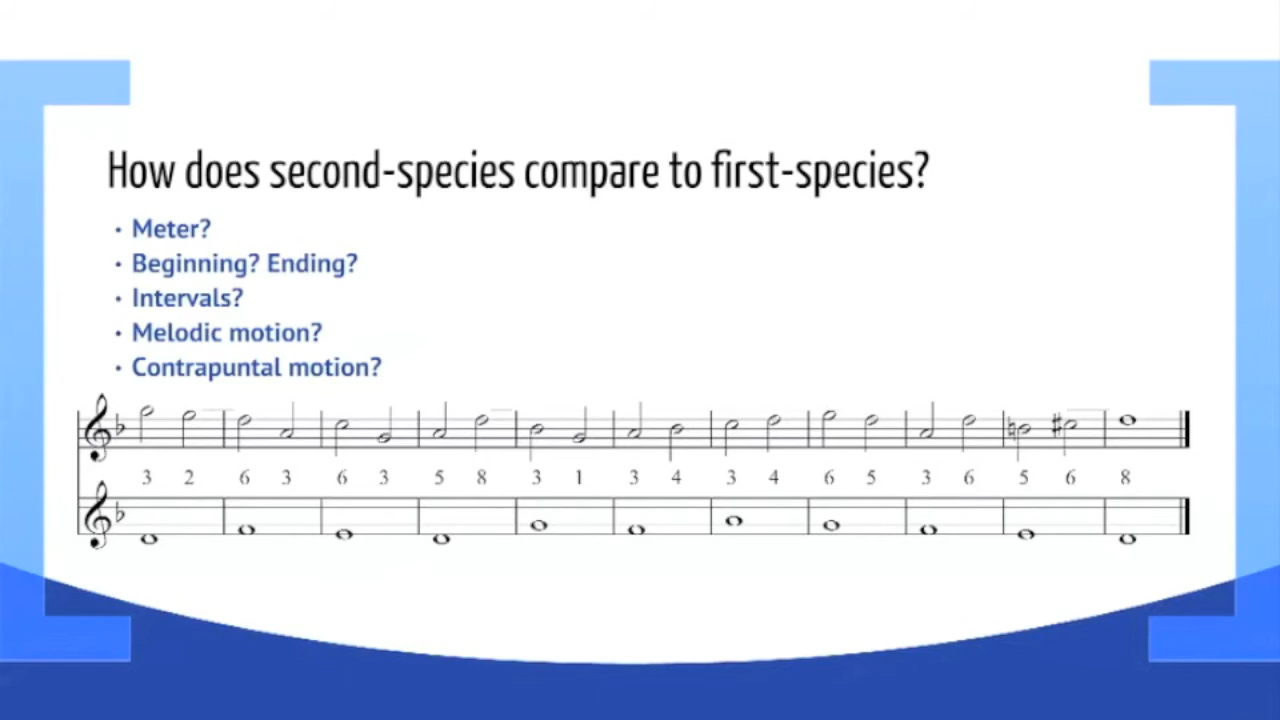 How does second-species compare to first-species?
• Meter?
• Beginning? Ending?
• Intervals?
• Melodic motion?
• Contrapuntal motion?
3 2 6 3 6 3 5 8 3 1 3 4 3 4 6 5 3 6 5 6 8